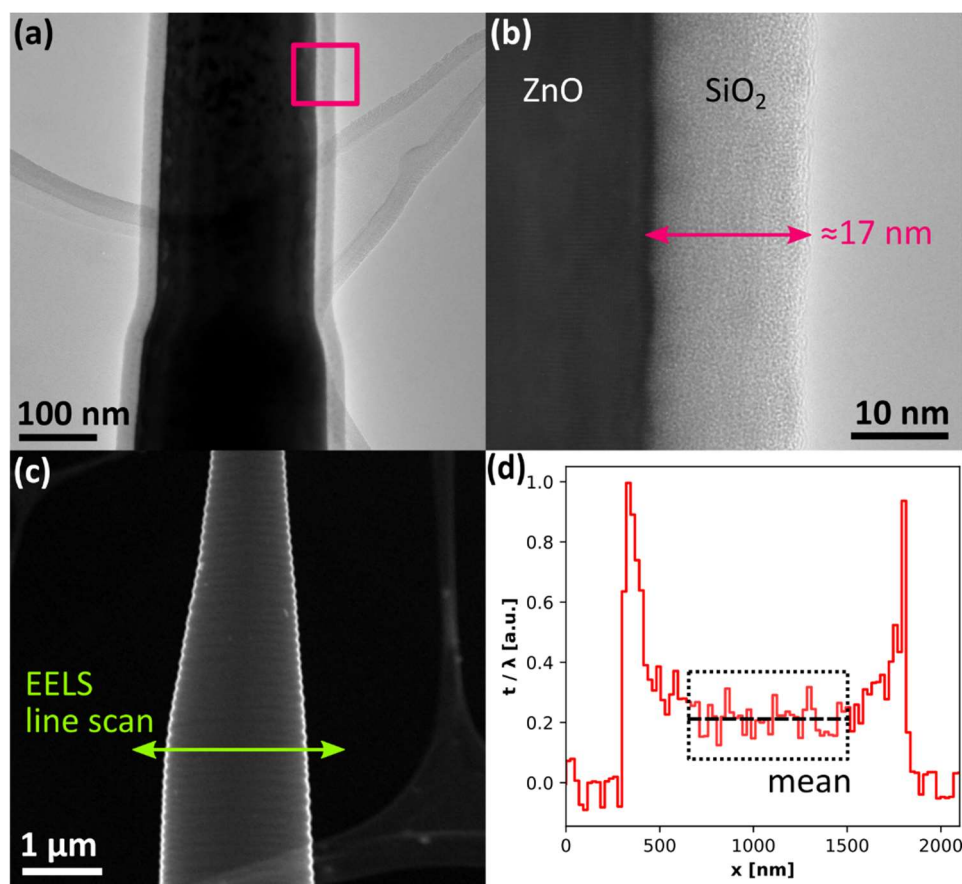 (a)
100 nm
(b)
ZnO
SiO₂
≈17 nm
10 nm
(c)
EELS
line scan
1 μm
(d)
t / λ [a.u.]
1.0
0.8
0.6
0.4
0.2
0.0
mean
0
500
1000
1500
2000
x [nm]